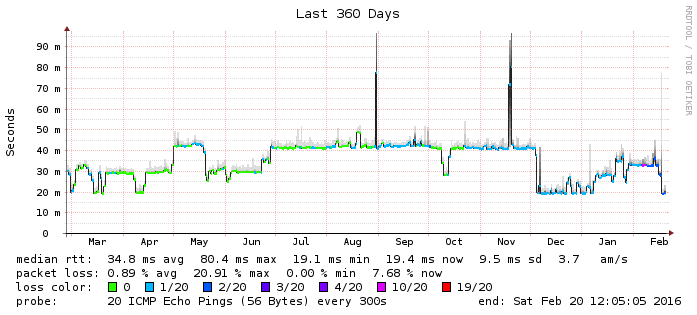 Last 360 Days
RRDTOOL / TOBI OETIKER
Seconds
90 m
80 m
70 m
60 m
50 m
40 m
30 m
20 m
10 m
0
Mar Apr May Jun Jul Aug Sep Oct Nov Dec Jan Feb
median rtt: 34.8 ms avg 80.4 ms max 19.1 ms min 19.4 ms now 9.5 ms sd 3.7 am/s
packet loss: 0.89 % avg 20.91 % max 0.00 % min 7.68 % now
loss color: 0 1/20 2/20 3/20 4/20 10/20 19/20
probe: 20 ICMP Echo Pings (56 Bytes) every 300s end: Sat Feb 20 12:05:05 2016